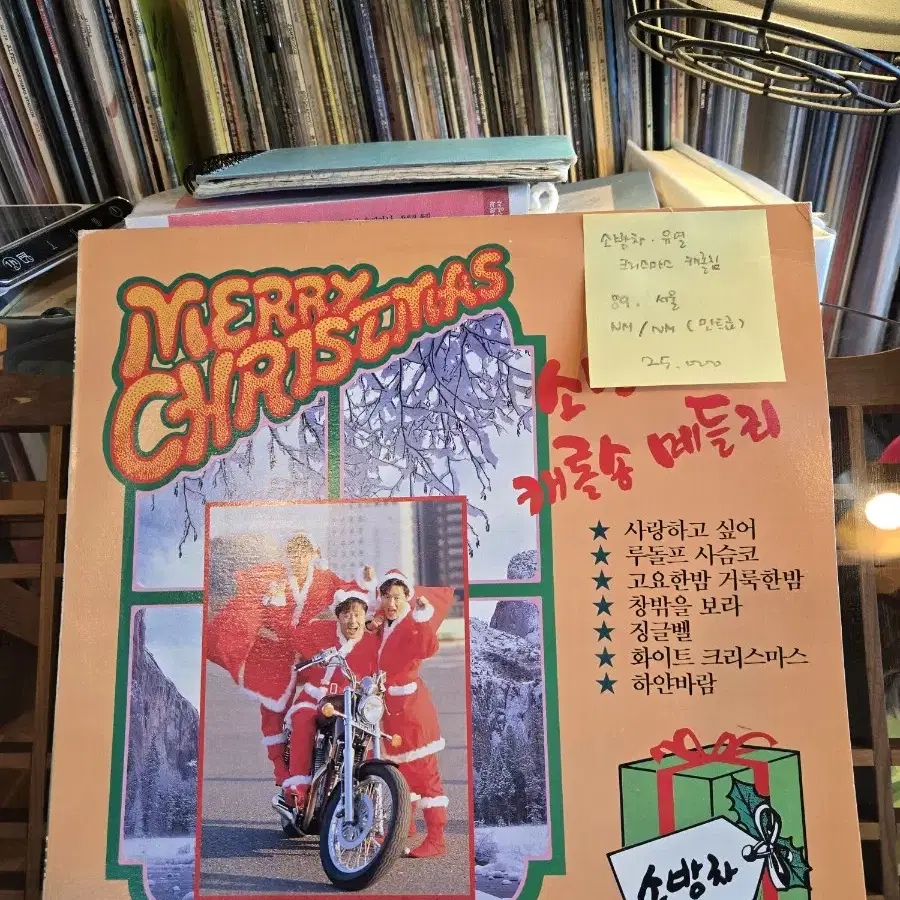 소방차. 유열
크리스마스 캐롤집
89. 서울
NM/NM (민트급)
25.000
MERRY
CHRISTMAS
캐롤송 메들리
★ 사랑하고 싶어
★ 루돌프 사슴코
★ 고요한밤 거룩한밤
★ 창밖을 보라
★ 징글벨
★ 화이트 크리스마스
★ 하얀바람
소방차